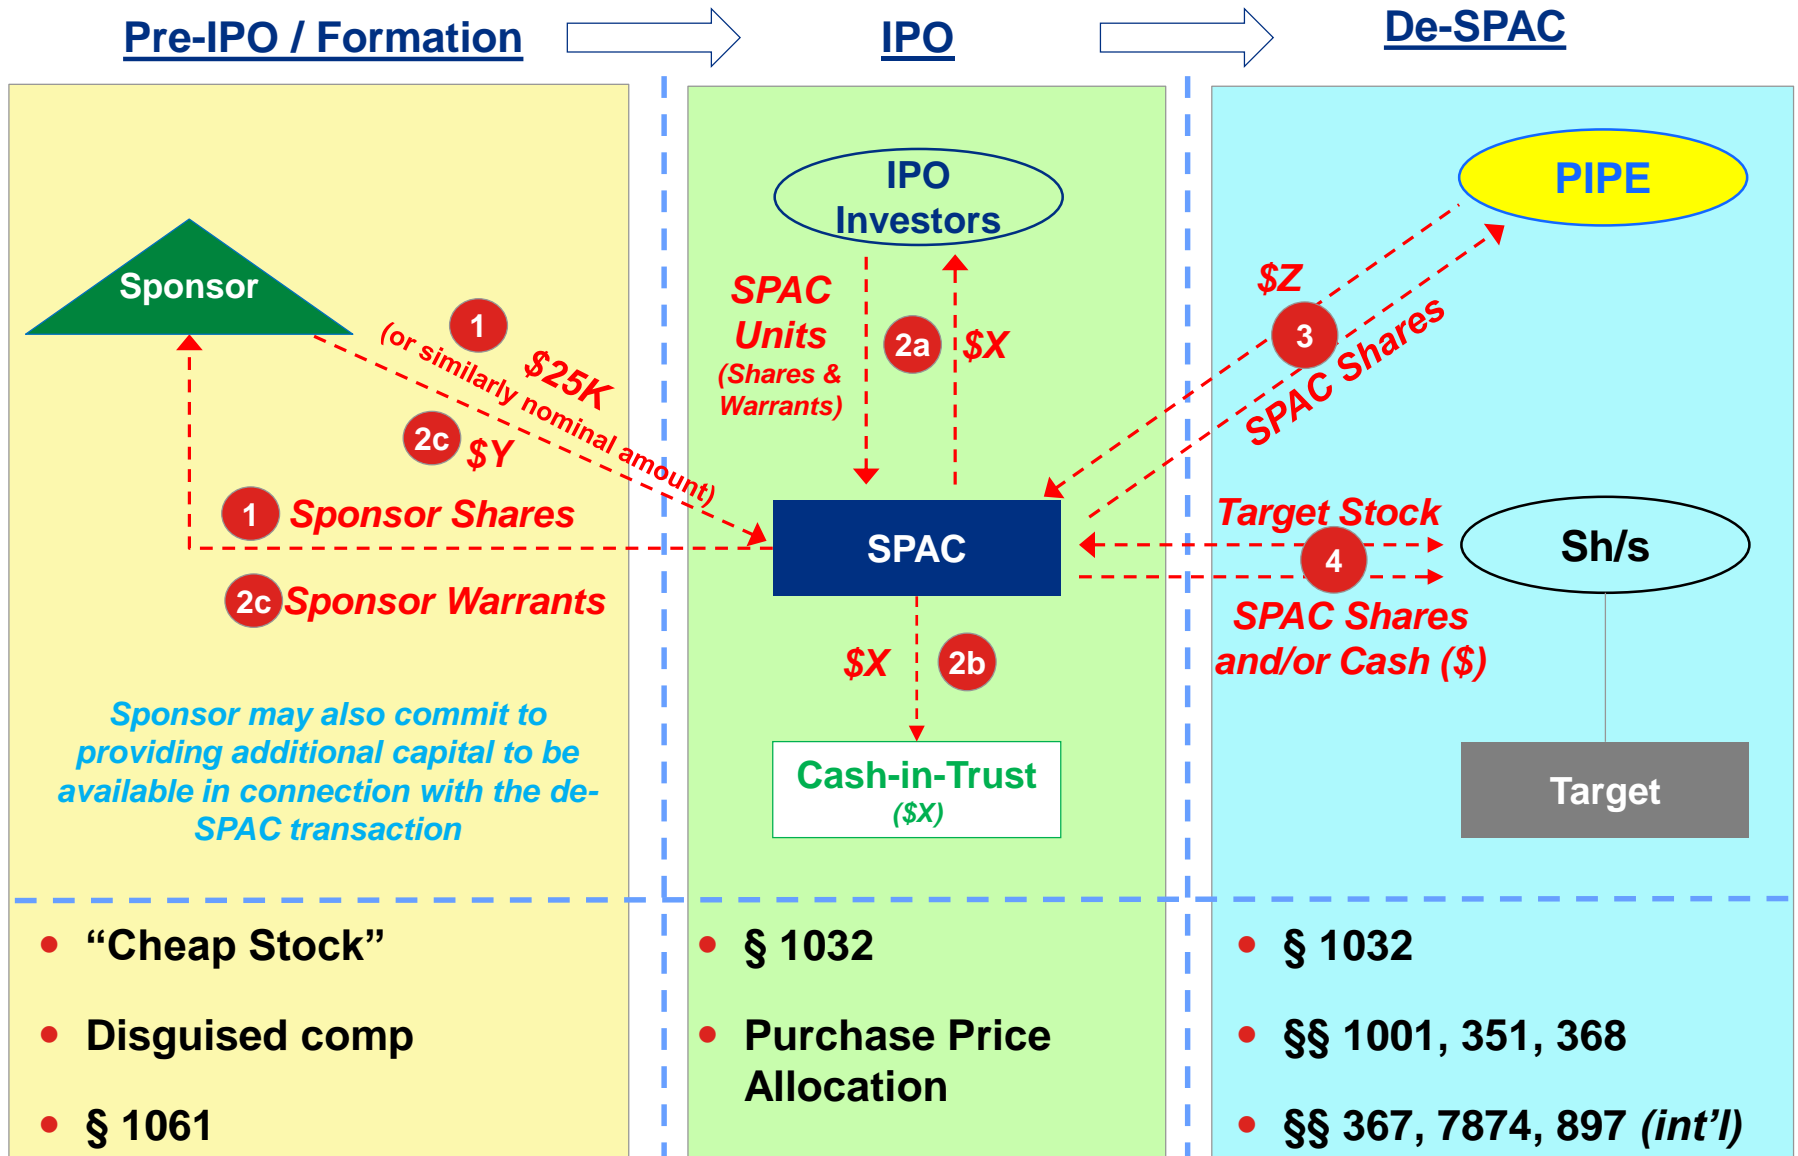 Pre-IPO / Formation
IPO
De-SPAC
Sponsor
1
$25K
(or similarly nominal amount)
2c
$Y
1
Sponsor Shares
2c
Sponsor Warrants
Sponsor may also commit to
providing additional capital to be
available in connection with the de-
SPAC transaction
IPO
Investors
SPAC
Units
(Shares &
Warrants)
2a
$X
SPAC
$X
2b
Cash-in-Trust
($X)
PIPE
$Z
3
SPAC Shares
Target Stock
4
SPAC Shares
and/or Cash ($)
Sh/s
Target
• “Cheap Stock”
• Disguised comp
• § 1061
• § 1032
• Purchase Price
Allocation
• § 1032
• §§ 1001, 351, 368
• §§ 367, 7874, 897 (int’l)